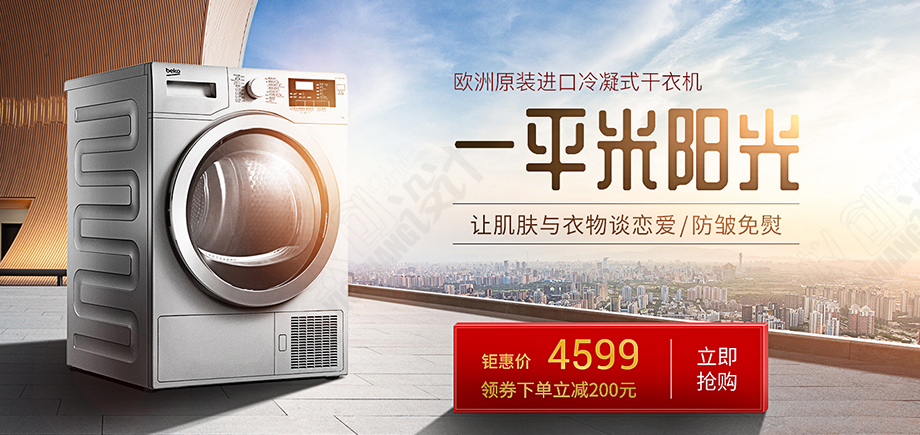 beko
欧洲原装进口冷凝式干衣机
一平米阳光
让肌肤与衣物谈恋爱/防皱免熨
钜惠价 4599
领券下单立减200元
立即
抢购